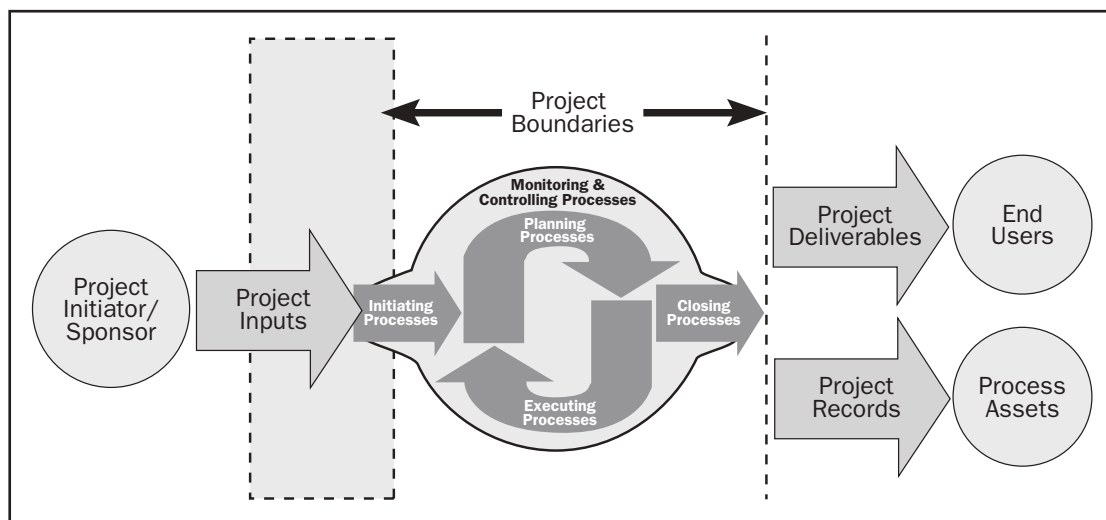 Project
Boundaries
Monitoring &
Controlling Processes
Planning
Processes
Project
Initiator/
Sponsor
Project
Inputs
Initiating
Processes
Closing
Processes
Executing
Processes
Project
Deliverables
End
Users
Project
Records
Process
Assets